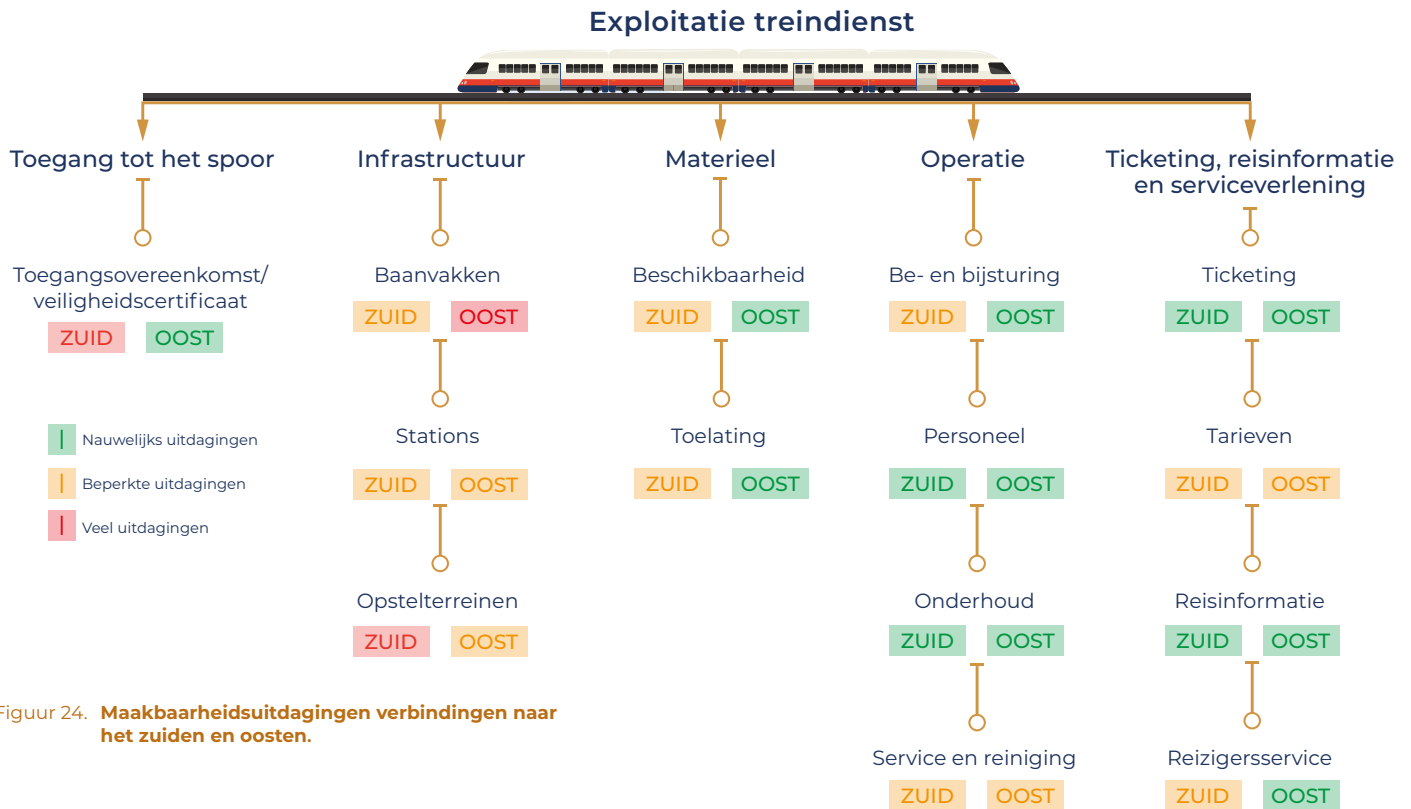 Exploitatie treindienst
Toegang tot het spoor
Toegangsovereenkomst/
veiligheidscertificaat
ZUID OOST
Infrastructuur
Baanvakken
ZUID OOST
Stations
ZUID OOST
Opstelterreinen
ZUID OOST
Materieel
Beschikbaarheid
ZUID OOST
Toelating
ZUID OOST
Operatie
Be- en bijsturing
ZUID OOST
Personeel
ZUID OOST
Onderhoud
ZUID OOST
Service en reiniging
ZUID OOST
Ticketing, reisinformatie
en serviceverlening
Ticketing
ZUID OOST
Tarieven
ZUID OOST
Reisinformatie
ZUID OOST
Reizigersservice
ZUID OOST
| Nauwelijks uitdagingen
| Beperkte uitdagingen
| Veel uitdagingen
Figuur 24. Maakbaarheidsuitdagingen verbindingen naar
het zuiden en oosten.